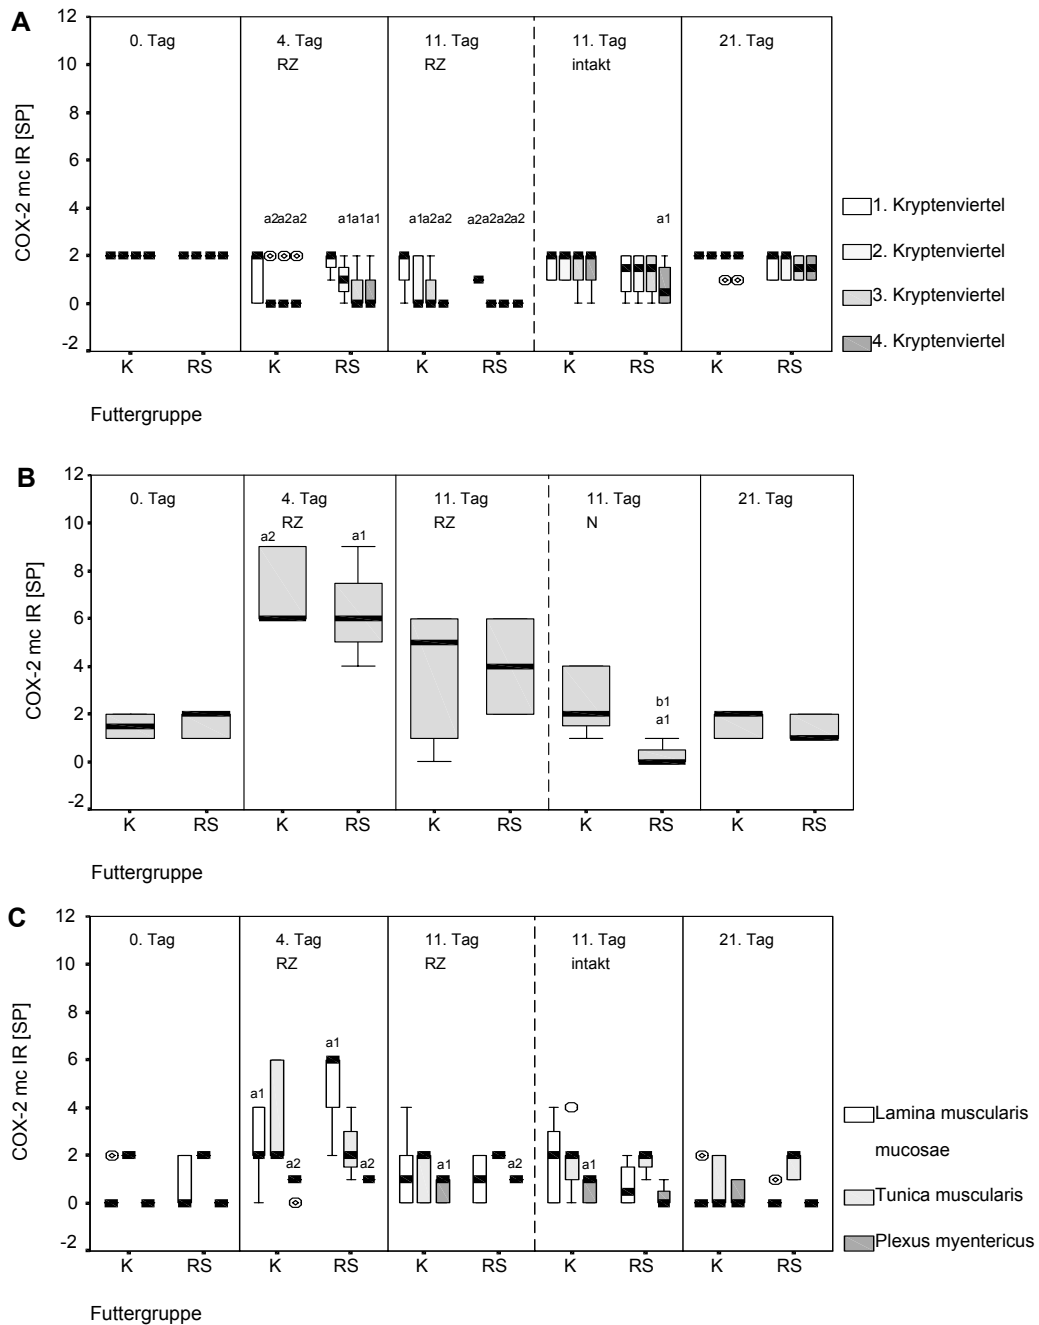 A
12
0. Tag
4. Tag
11. Tag
11. Tag
21. Tag
RZ
RZ
intakt
10
8
6
4
2
0
-2
COX-2 mc IR [SP]
a2a2a2
a1a1a1
a1a2a2
a2a2a2a2
a1
1. Kryptenviertel
2. Kryptenviertel
3. Kryptenviertel
4. Kryptenviertel
K RS K RS K RS K RS K RS
Futtergruppe
B
12
0. Tag
4. Tag
11. Tag
11. Tag
21. Tag
RZ
RZ
N
10
8
6
4
2
0
-2
COX-2 mc IR [SP]
a2
a1
b1
a1
K RS K RS K RS K RS K RS
Futtergruppe
C
12
0. Tag
4. Tag
11. Tag
11. Tag
21. Tag
RZ
RZ
intakt
10
8
6
4
2
0
-2
COX-2 mc IR [SP]
a1
a2
a1
a2
a1
a2
a1
Lamina muscularis
mucosae
Tunica muscularis
Plexus myentericus
K RS K RS K RS K RS K RS
Futtergruppe